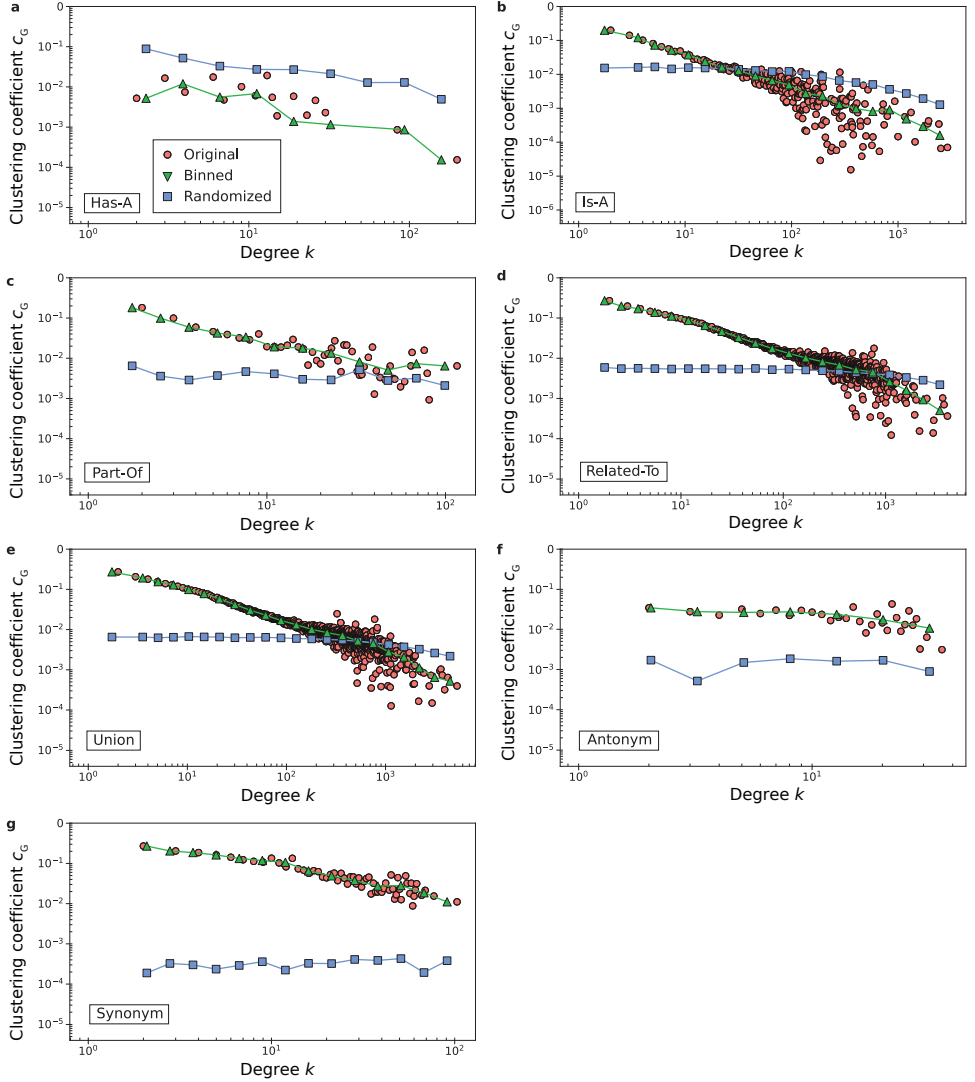 a
Clustering coefficient c_G
0
10^-1
10^-2
10^-3
10^-4
10^-5
Original
Binned
Randomized
Has-A
10^0
10^1
10^2
Degree k
b
Clustering coefficient c_G
0
10^-1
10^-2
10^-3
10^-4
10^-5
10^-6
Is-A
10^0
10^1
10^2
10^3
Degree k
c
Clustering coefficient c_G
0
10^-1
10^-2
10^-3
10^-4
10^-5
Part-Of
10^0
10^1
10^2
Degree k
d
Clustering coefficient c_G
0
10^-1
10^-2
10^-3
10^-4
10^-5
Related-To
10^0
10^1
10^2
10^3
Degree k
e
Clustering coefficient c_G
0
10^-1
10^-2
10^-3
10^-4
10^-5
Union
10^0
10^1
10^2
10^3
Degree k
f
Clustering coefficient c_G
0
10^-1
10^-2
10^-3
10^-4
10^-5
Antonym
10^0
10^1
Degree k
g
Clustering coefficient c_G
0
10^-1
10^-2
10^-3
10^-4
10^-5
Synonym
10^0
10^1
10^2
Degree k